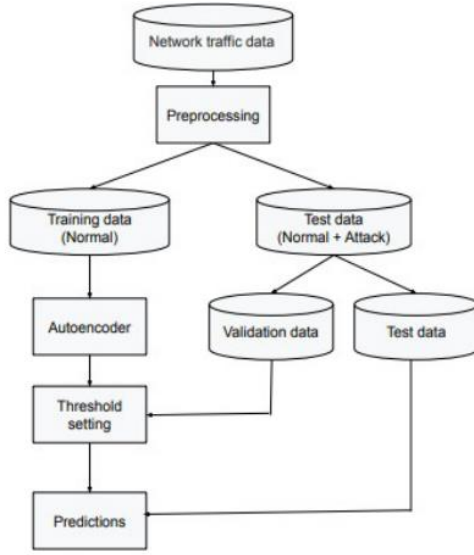 Network traffic data
Preprocessing
Training data
(Normal)
Test data
(Normal + Attack)
Autoencoder
Validation data
Test data
Threshold
setting
Predictions